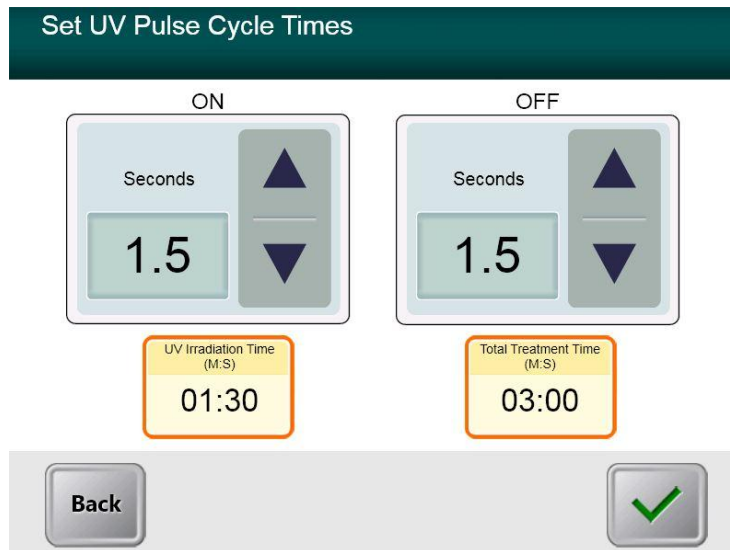 Set UV Pulse Cycle Times
ON
OFF
Seconds
1.5
Seconds
1.5
UV Irradiation Time
(M:S)
01:30
Total Treatment Time
(M:S)
03:00
Back